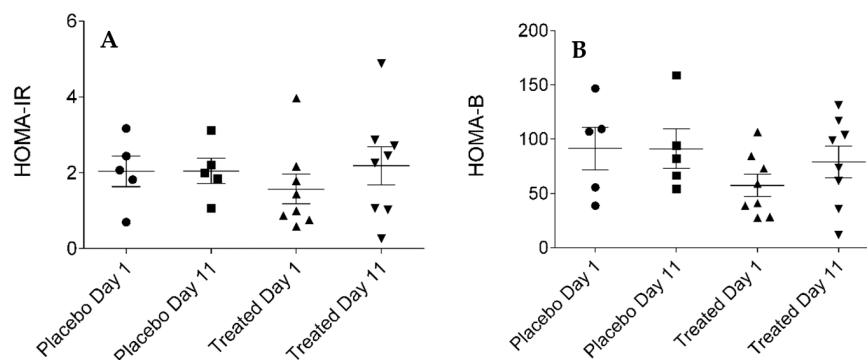 A
HOMA-IR
6
4
2
0
Placebo Day 1
Placebo Day 11
Treated Day 1
Treated Day 11
B
HOMA-B
200
150
100
50
0
Placebo Day 1
Placebo Day 11
Treated Day 1
Treated Day 11